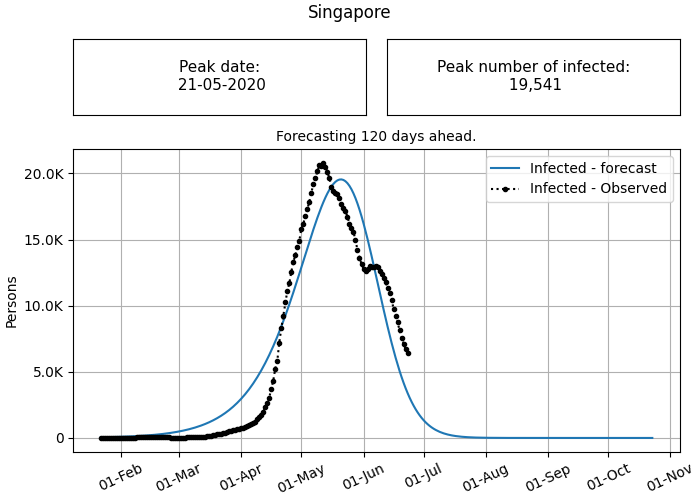 Singapore
Peak date:
21-05-2020
Peak number of infected:
19,541
Forecasting 120 days ahead.
Infected - forecast
Infected - Observed
Persons
20.0K
15.0K
10.0K
5.0K
0
01-Feb
01-Mar
01-Apr
01-May
01-Jun
01-Jul
01-Aug
01-Sep
01-Oct
01-Nov